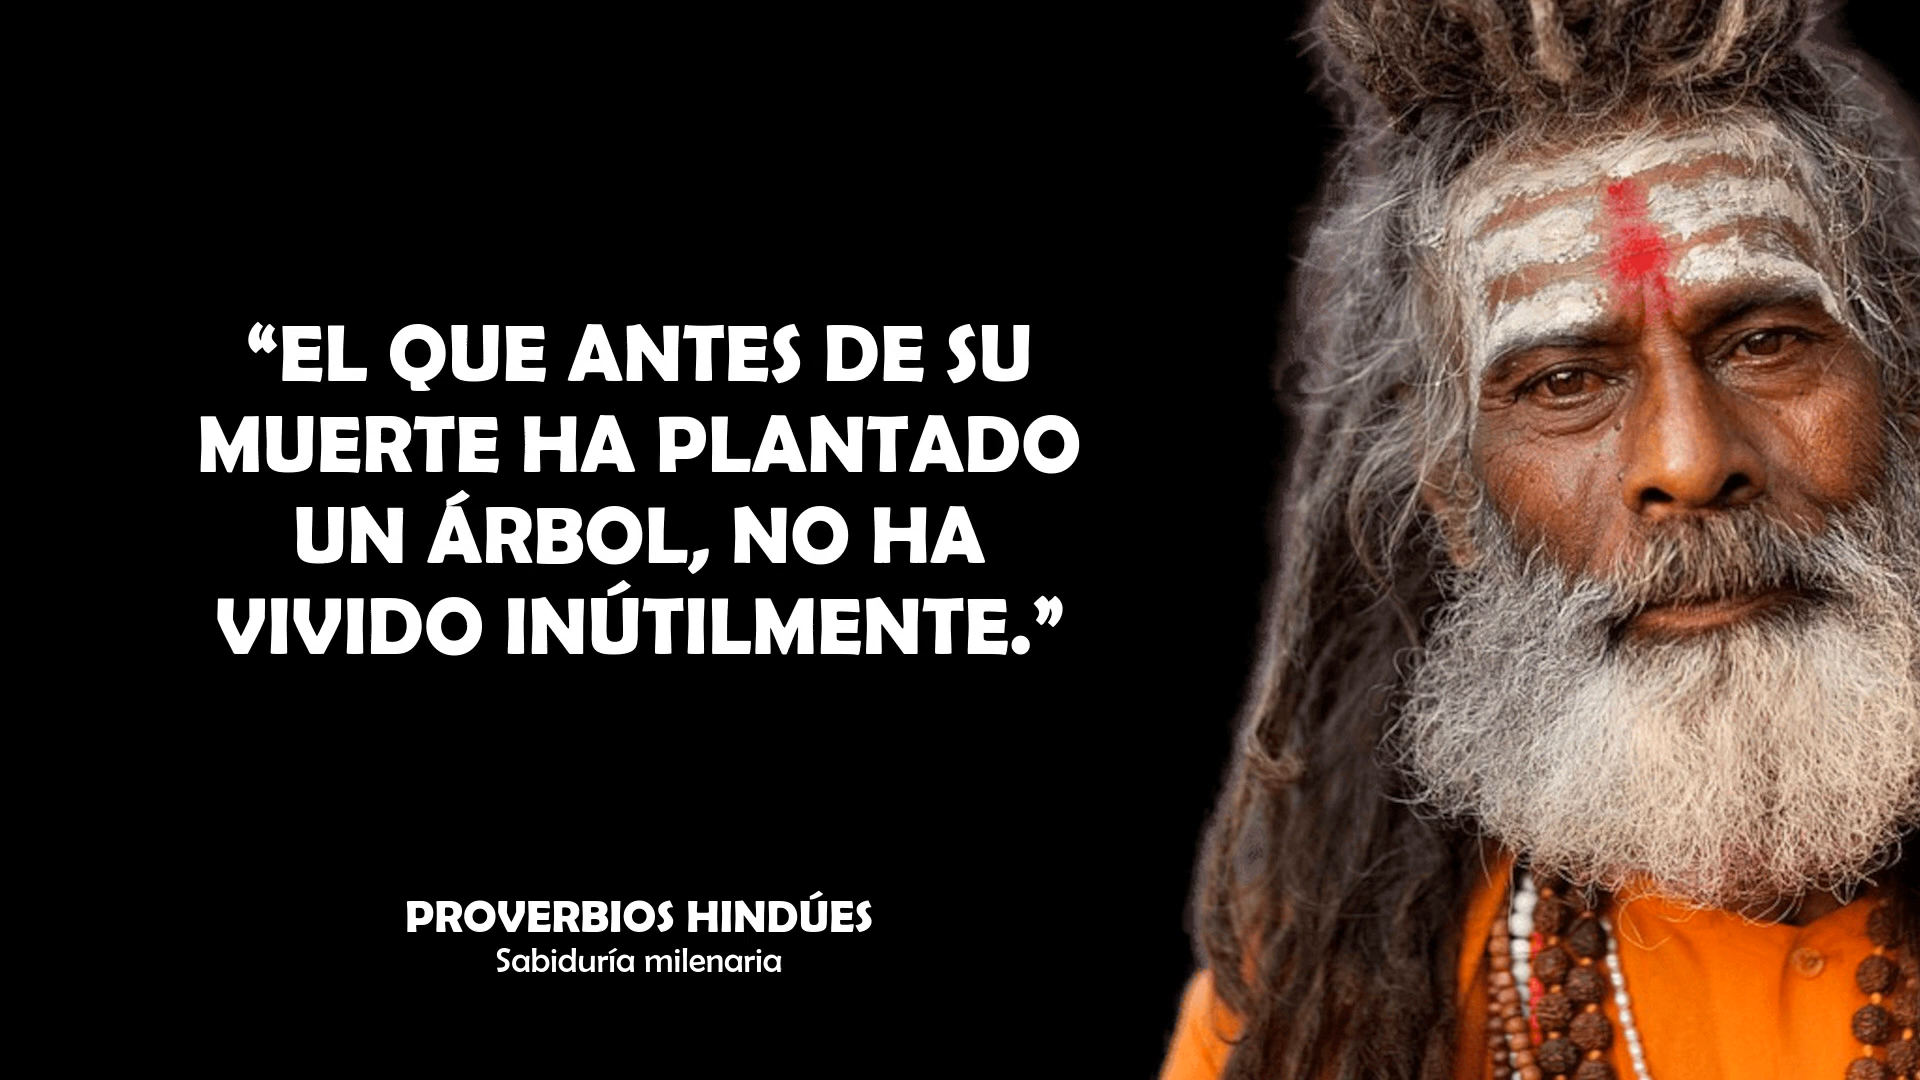 “EL QUE ANTES DE SU
MUERTE HA PLANTADO
UN ÁRBOL, NO HA
VIVIDO INÚTILMENTE.”
PROVERBIOS HINDÚES
Sabiduría milenaria